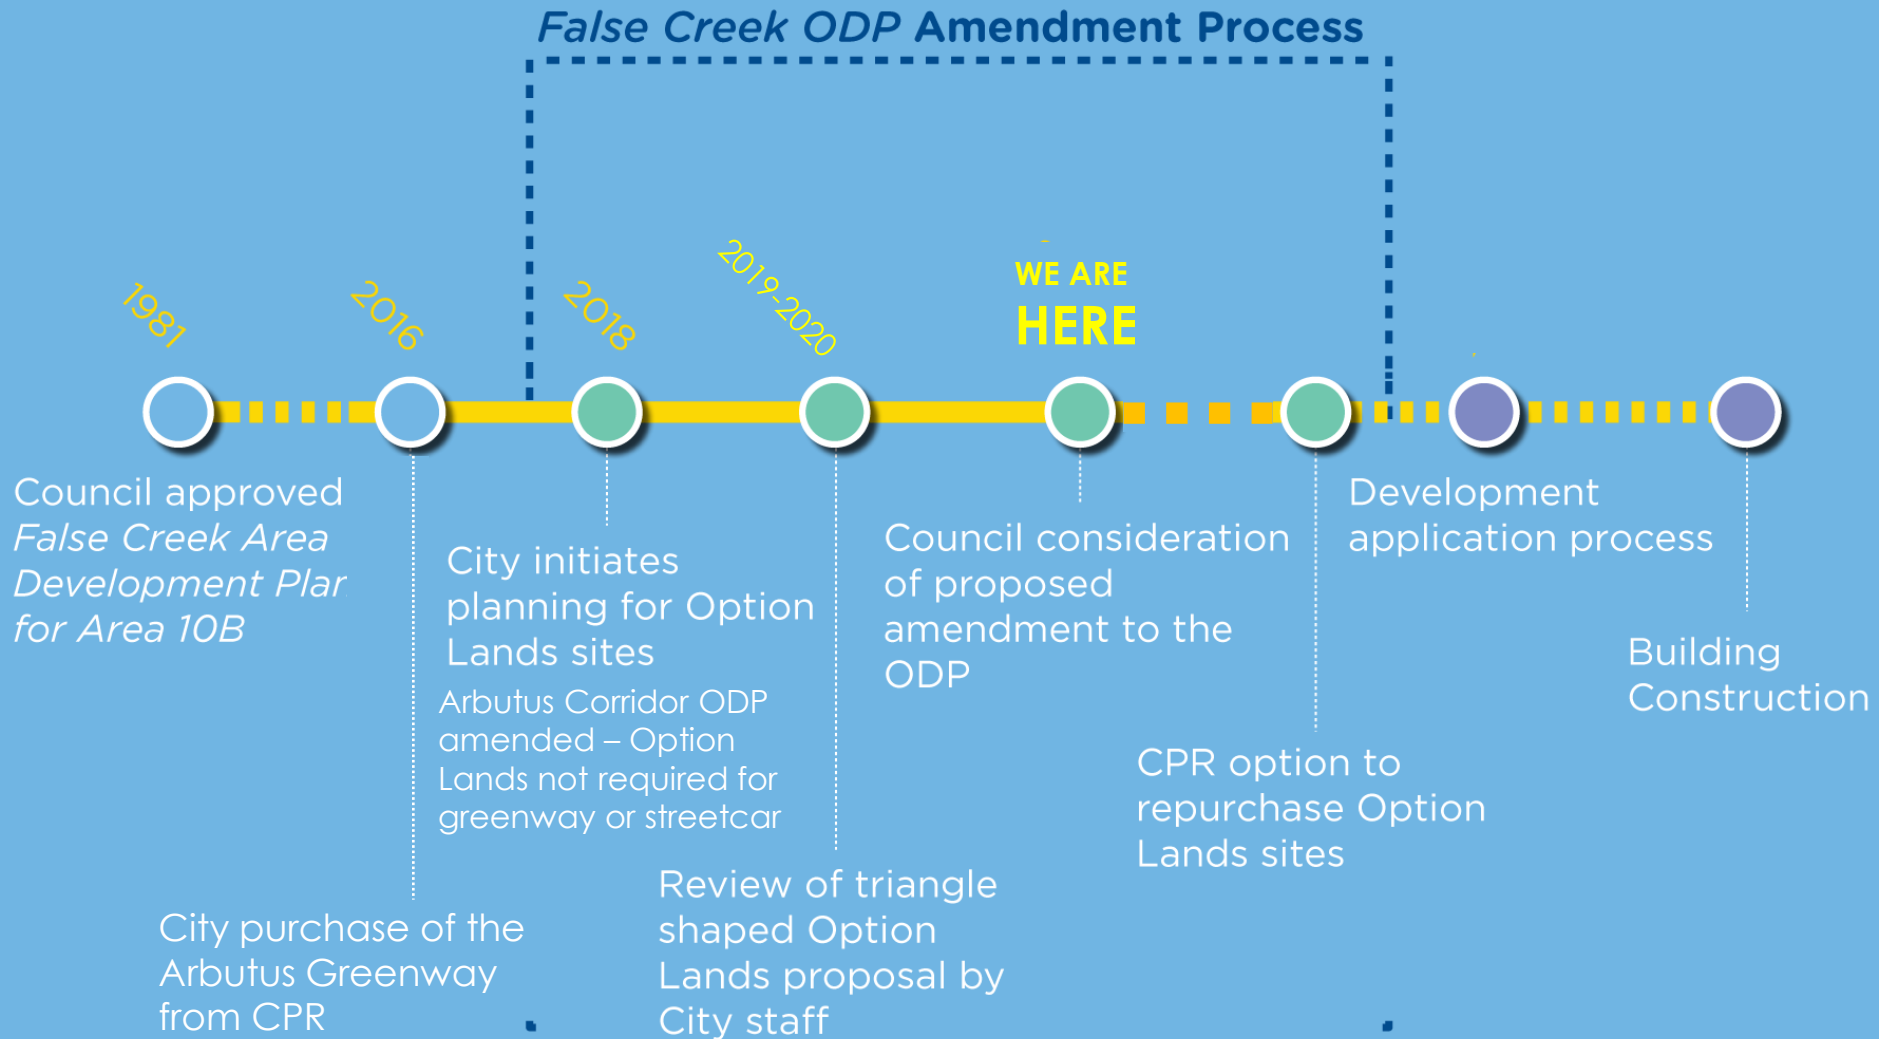 False Creek ODP Amendment Process
1981
2016
2018
2019-2020
WE ARE
HERE
Council approved
False Creek Area
Development Plan
for Area 10B
City purchase of the
Arbutus Greenway
from CPR
City initiates
planning for Option
Lands sites
Arbutus Corridor ODP
amended – Option
Lands not required for
greenway or streetcar
Review of triangle
shaped Option
Lands proposal by
City staff
Council consideration
of proposed
amendment to the
ODP
CPR option to
repurchase Option
Lands sites
Development
application process
Building
Construction